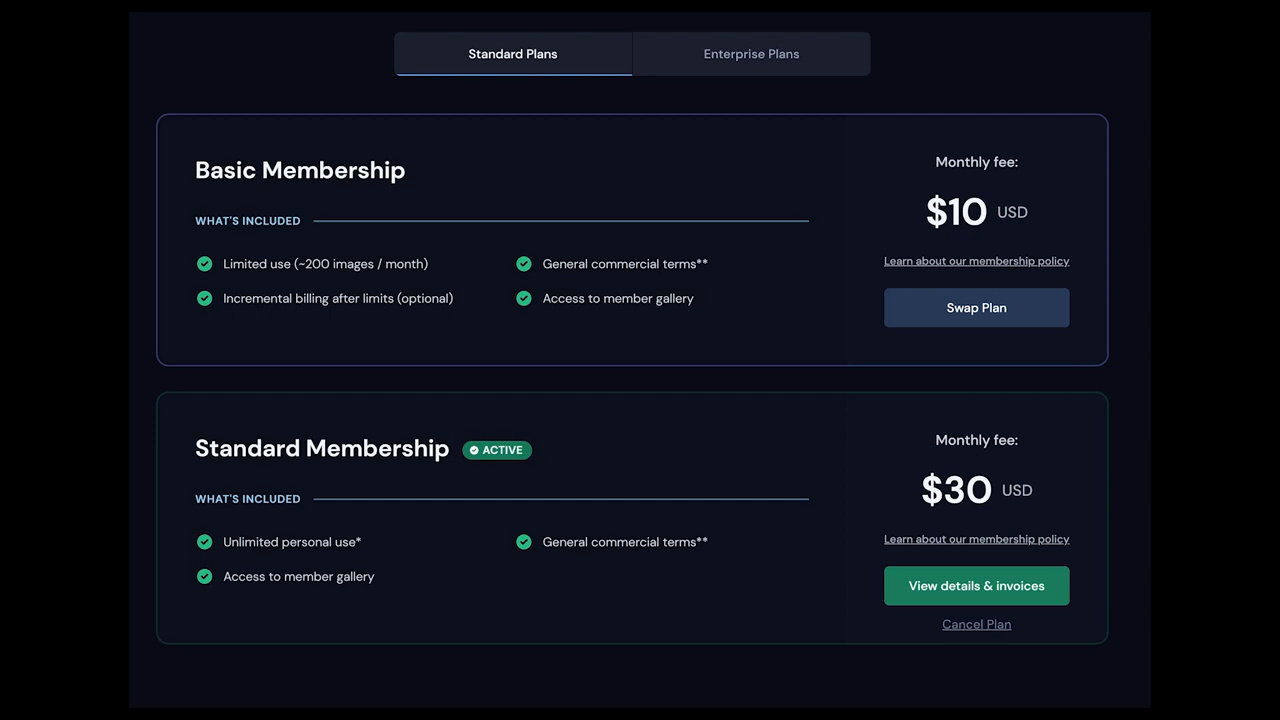 Standard Plans
Enterprise Plans
Basic Membership
WHAT'S INCLUDED
Limited use (~200 images / month)
General commercial terms**
Incremental billing after limits (optional)
Access to member gallery
Monthly fee:
$10 USD
Learn about our membership policy
Swap Plan
Standard Membership
ACTIVE
WHAT'S INCLUDED
Unlimited personal use*
General commercial terms**
Access to member gallery
Monthly fee:
$30 USD
Learn about our membership policy
View details & invoices
Cancel Plan